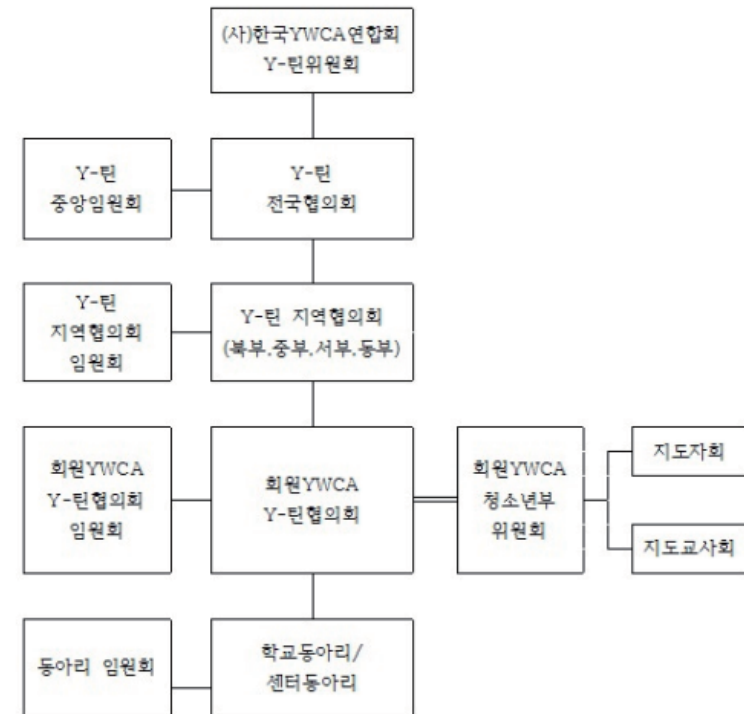 (사)한국YWCA연합회
Y-틴위원회
Y-틴
중앙임원회
Y-틴
전국협의회
Y-틴
지역협의회
임원회
Y-틴 지역협의회
(북부.중부.서부.동부)
회원YWCA
Y-틴협의회
임원회
회원YWCA
Y-틴협의회
회원YWCA
청소년부
위원회
지도자회
지도교사회
동아리 임원회
학교동아리/
센터동아리